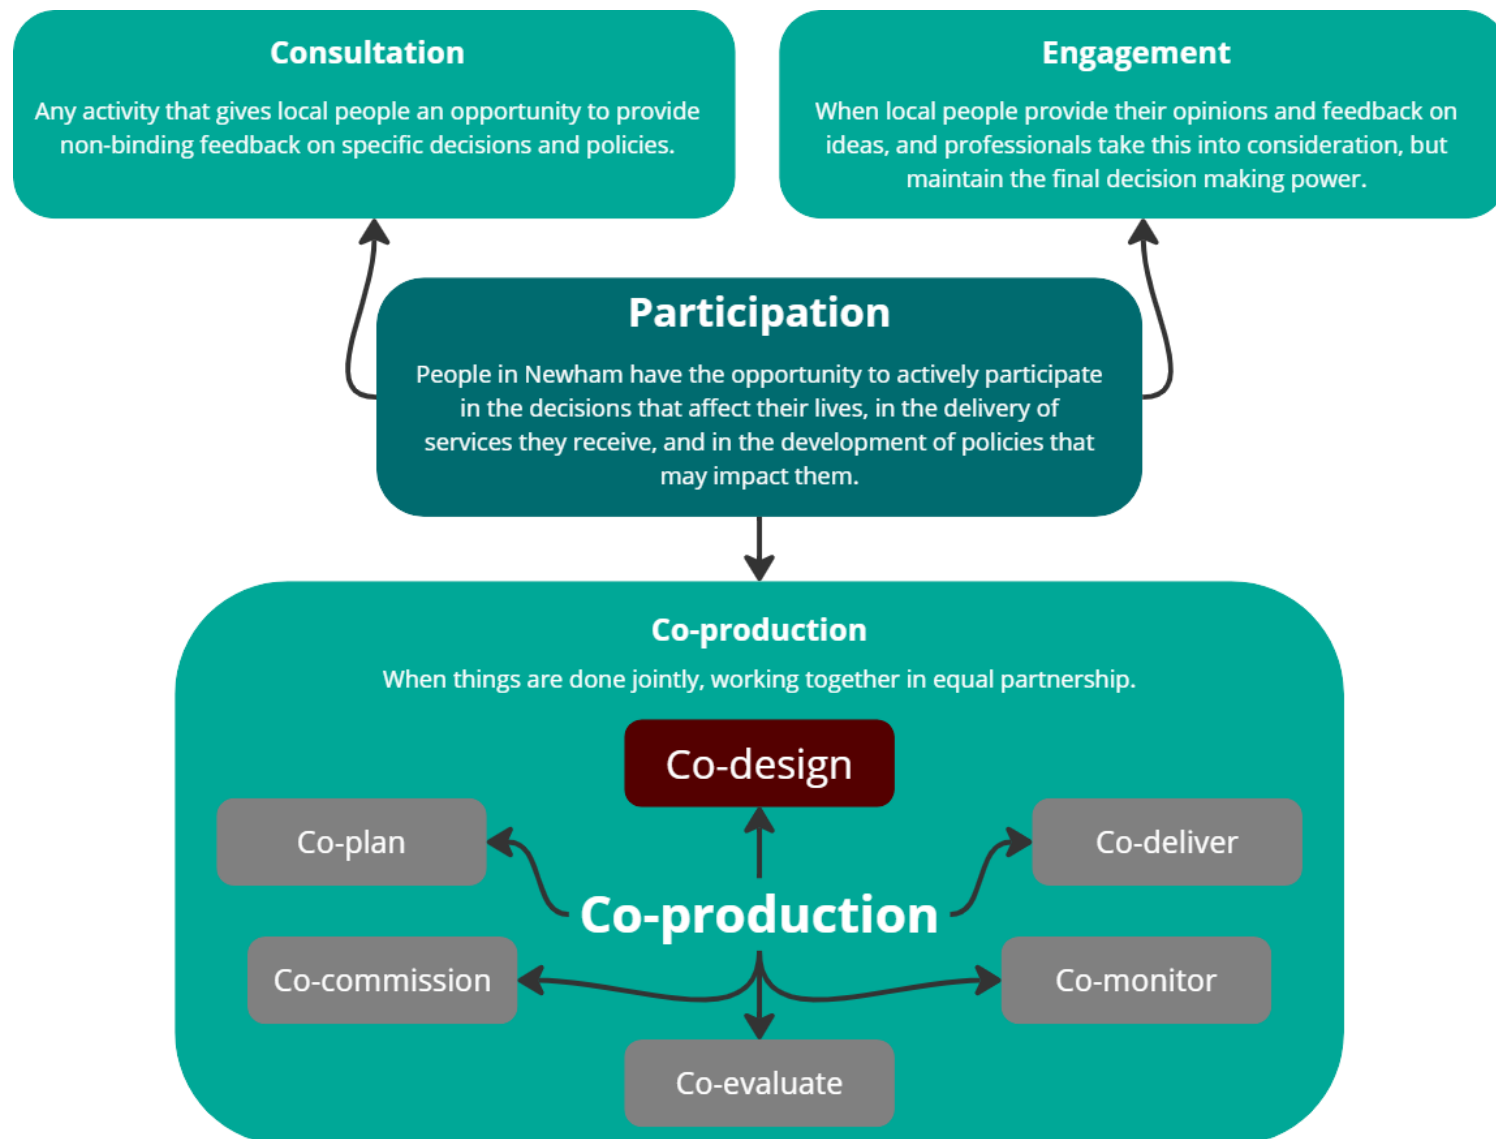 Consultation
Any activity that gives local people an opportunity to provide
non-binding feedback on specific decisions and policies.
Engagement
When local people provide their opinions and feedback on
ideas, and professionals take this into consideration, but
maintain the final decision making power.
Participation
People in Newham have the opportunity to actively participate
in the decisions that affect their lives, in the delivery of
services they receive, and in the development of policies that
may impact them.
Co-production
When things are done jointly, working together in equal partnership.
Co-design
Co-plan
Co-deliver
Co-production
Co-commission
Co-monitor
Co-evaluate